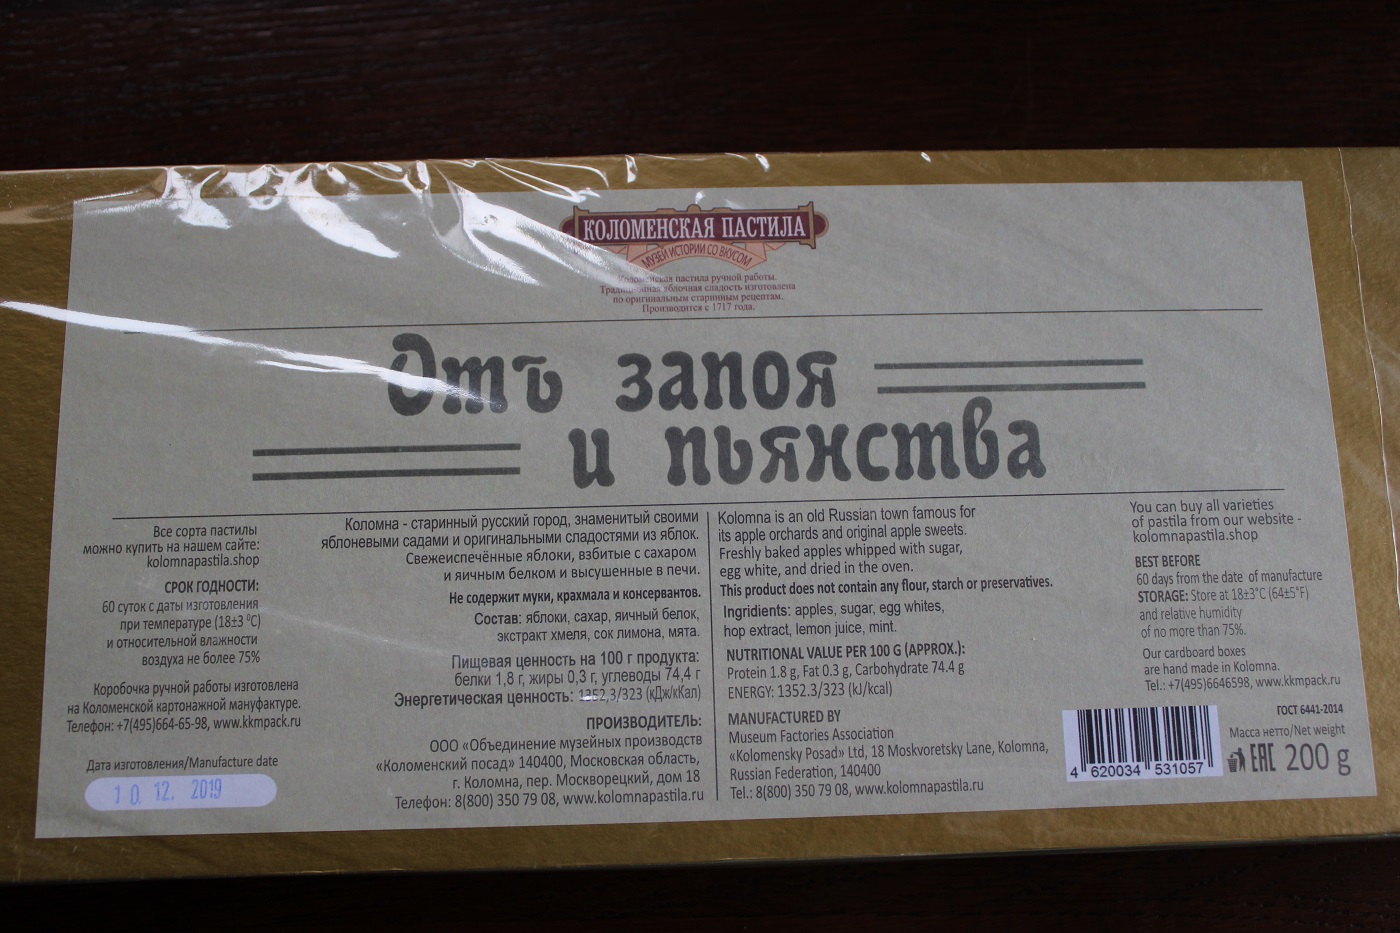 КОЛОМЕНСКАЯ ПАСТИЛА
МУЗЕЙ ИСТОРИИ СО ВКУСОМ
Коломенская пастила ручной работы.
Традиционная яблочная сладость изготовлена
по оригинальным старинным рецептам.
Производится с 1717 года.
Отъ запоя
и пьянства
Все сорта пастилы
можно купить на нашем сайте:
kolomnapastila.shop
СРОК ГОДНОСТИ:
60 суток с даты изготовления
при температуре (18±3 ⁰С)
и относительной влажности
воздуха не более 75%
Коробочка ручной работы изготовлена
на Коломенской картонажной мануфактуре.
Телефон: +7(495)664-65-98, www.kkmpack.ru
Дата изготовления/Manufacture date
10 12. 2019
Коломна - старинный русский город, знаменитый своими
яблоневыми садами и оригинальными сладостями из яблок.
Свежеиспечённые яблоки, взбитые с сахаром
и яичным белком и высушенные в печи.
Не содержит муки, крахмала и консервантов.
Состав: яблоки, сахар, яичный белок,
экстракт хмеля, сок лимона, мята.
Пищевая ценность на 100 г продукта:
белки 1,8 г, жиры 0,3 г, углеводы 74,4 г
Энергетическая ценность: 1352,3/323 (кДж/кКал)
ПРОИЗВОДИТЕЛЬ:
ООО «Объединение музейных производств
«Коломенский посад» 140400, Московская область,
г. Коломна, пер. Москворецкий, дом 18
Телефон: 8(800) 350 79 08, www.kolomnapastila.ru
Kolomna is an old Russian town famous for
its apple orchards and original apple sweets.
Freshly baked apples whipped with sugar,
egg white, and dried in the oven.
This product does not contain any flour, starch or preservatives.
Ingridients: apples, sugar, egg whites,
hop extract, lemon juice, mint.
NUTRITIONAL VALUE PER 100 G (APPROX.):
Protein 1.8 g, Fat 0.3 g, Carbohydrate 74.4 g
ENERGY: 1352.3/323 (kJ/kcal)
MANUFACTURED BY
Museum Factories Association
«Kolomensky Posad» Ltd, 18 Moskvoretsky Lane, Kolomna,
Russian Federation, 140400
Tel.: 8(800) 350 79 08, www.kolomnapastila.ru
You can buy all varieties
of pastila from our website -
kolomnapastila.shop
BEST BEFORE
60 days from the date of manufacture
STORAGE: Store at 18±3°C (64±5°F)
and relative humidity
of no more than 75%.
Our cardboard boxes
are hand made in Kolomna.
Tel.: +7(495)6646598, www.kkmpack.ru
ГОСТ 6441-2014
Масса нетто/Net weight
EAC 200 g
4 620034 531057